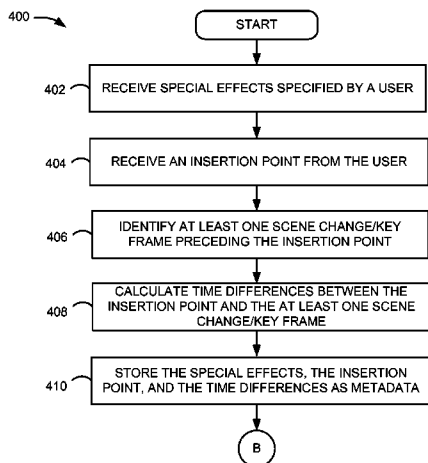 400
START
402
RECEIVE SPECIAL EFFECTS SPECIFIED BY A USER
404
RECEIVE AN INSERTION POINT FROM THE USER
406
IDENTIFY AT LEAST ONE SCENE CHANGE/KEY
FRAME PRECEDING THE INSERTION POINT
408
CALCULATE TIME DIFFERENCES BETWEEN THE
INSERTION POINT AND THE AT LEAST ONE SCENE
CHANGE/KEY FRAME
410
STORE THE SPECIAL EFFECTS, THE INSERTION
POINT, AND THE TIME DIFFERENCES AS METADATA
B